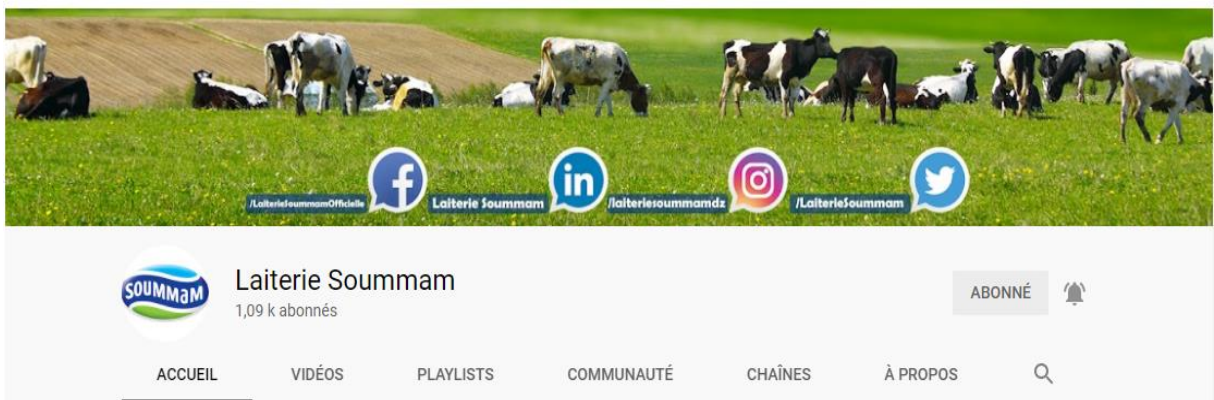 /LaiterieSoummamOfficielle
Laiterie Soummam
/laiteriesoummamdz
/LaiterieSoummam
SOUMMAM
Laiterie Soummam
1,09 k abonnés
ABONNÉ
ACCUEIL
VIDÉOS
PLAYLISTS
COMMUNAUTÉ
CHAÎNES
À PROPOS